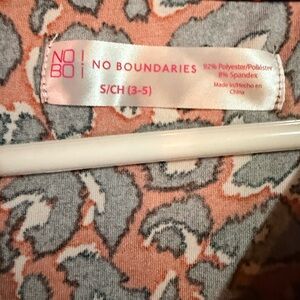 NO
BO
NO BOUNDARIES
S/CH (3-5)
92% Polyester/Poliéster
8% Spandex
Made in/Hecho en
China